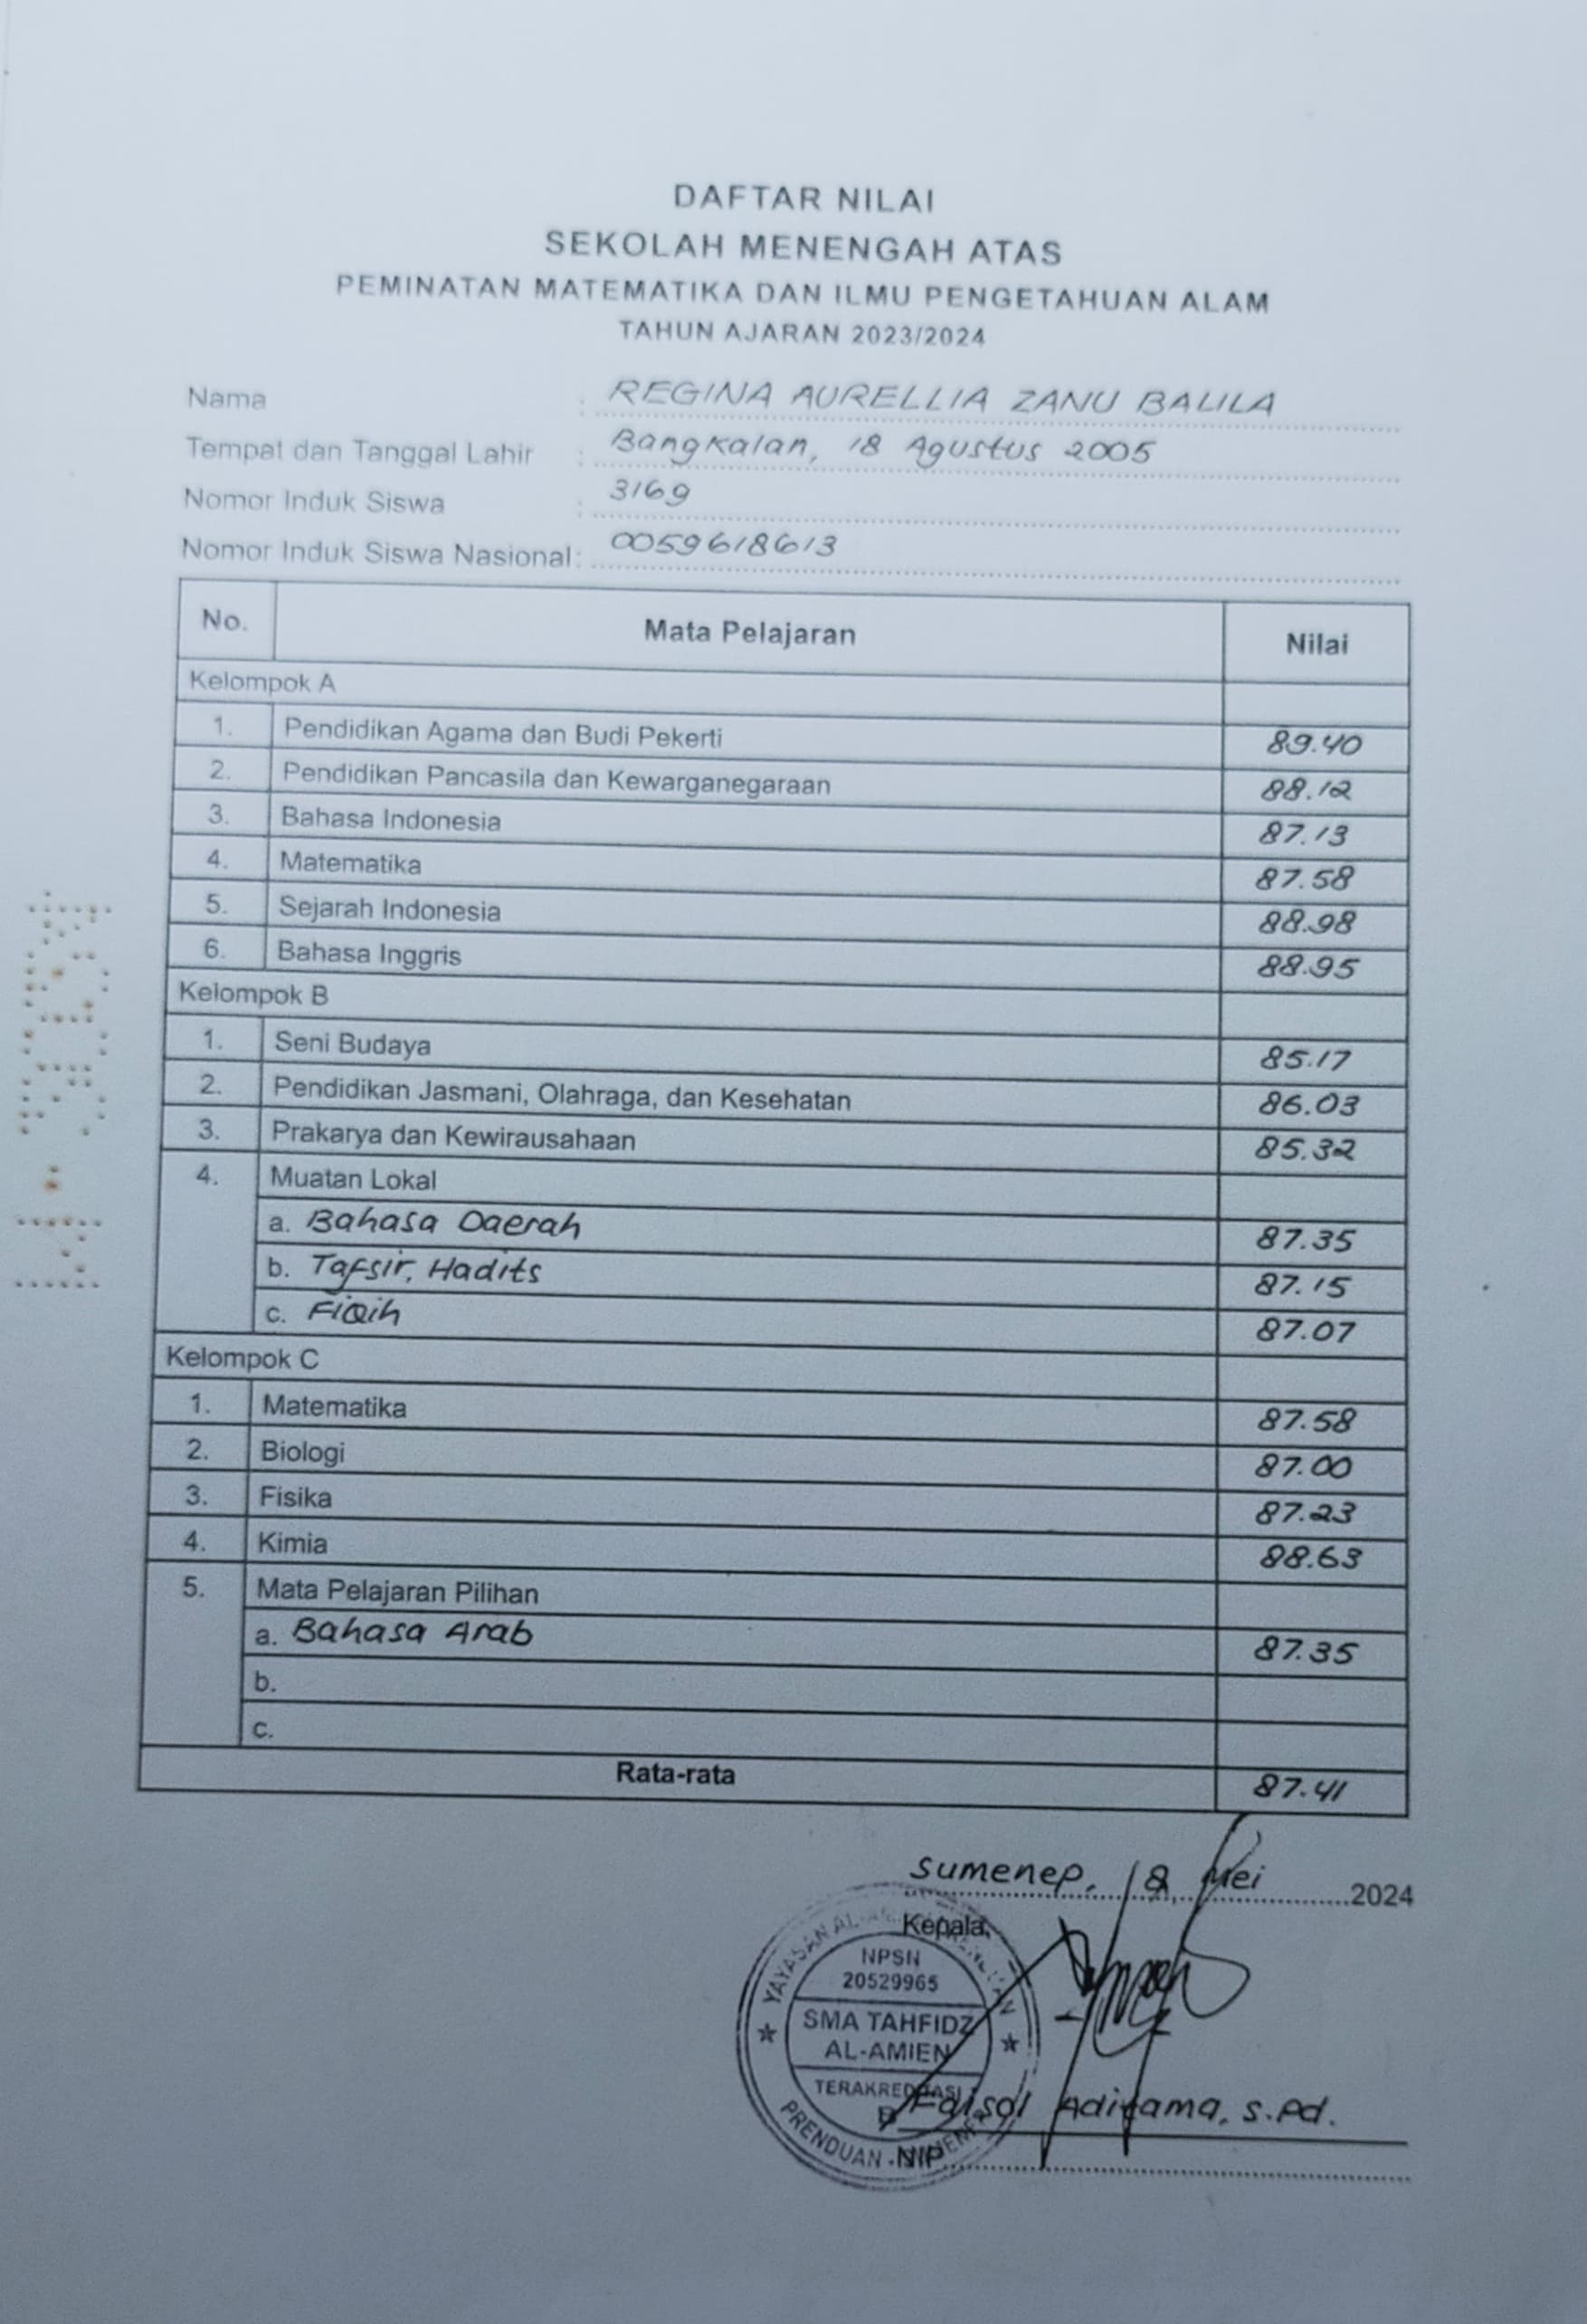 DAFTAR NILAI
SEKOLAH MENENGAH ATAS
PEMINATAN MATEMATIKA DAN ILMU PENGETAHUAN ALAM
TAHUN AJARAN 2023/2024
Nama : REGINA AURELLIA ZANU BALILA
Tempat dan Tanggal Lahir : Bangkalan, 18 Agustus 2005
Nomor Induk Siswa : 3169
Nomor Induk Siswa Nasional : 0059618613
No. Mata Pelajaran Nilai
Kelompok A
1. Pendidikan Agama dan Budi Pekerti 89.40
2. Pendidikan Pancasila dan Kewarganegaraan 88.12
3. Bahasa Indonesia 87.13
4. Matematika 87.58
5. Sejarah Indonesia 88.98
6. Bahasa Inggris 88.95
Kelompok B
1. Seni Budaya 85.17
2. Pendidikan Jasmani, Olahraga, dan Kesehatan 86.03
3. Prakarya dan Kewirausahaan 85.32
4. Muatan Lokal
a. Bahasa Daerah 87.35
b. Tafsir, Hadits 87.15
c. Fiqih 87.07
Kelompok C
1. Matematika 87.58
2. Biologi 87.00
3. Fisika 87.23
4. Kimia 88.63
5. Mata Pelajaran Pilihan
a. Bahasa Arab 87.35
b.
c.
Rata-rata 87.41
Sumenep, 18 Mei 2024
Kepala,
YAYASAN
NPSN
20529965
SMA TAHFIDZ
AL-AMIEN
TERAKREDITASI
B
PRENDUAN - SUMENEP
Faisol Aditama, S.Pd.
NIP